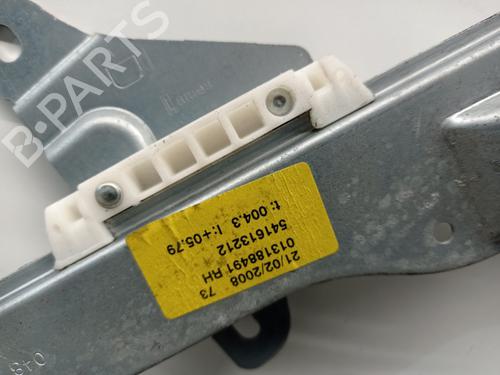 B-PARTS
21/02/2008 73
013188491 RH
541613212
t: 004.3 l:+05.79